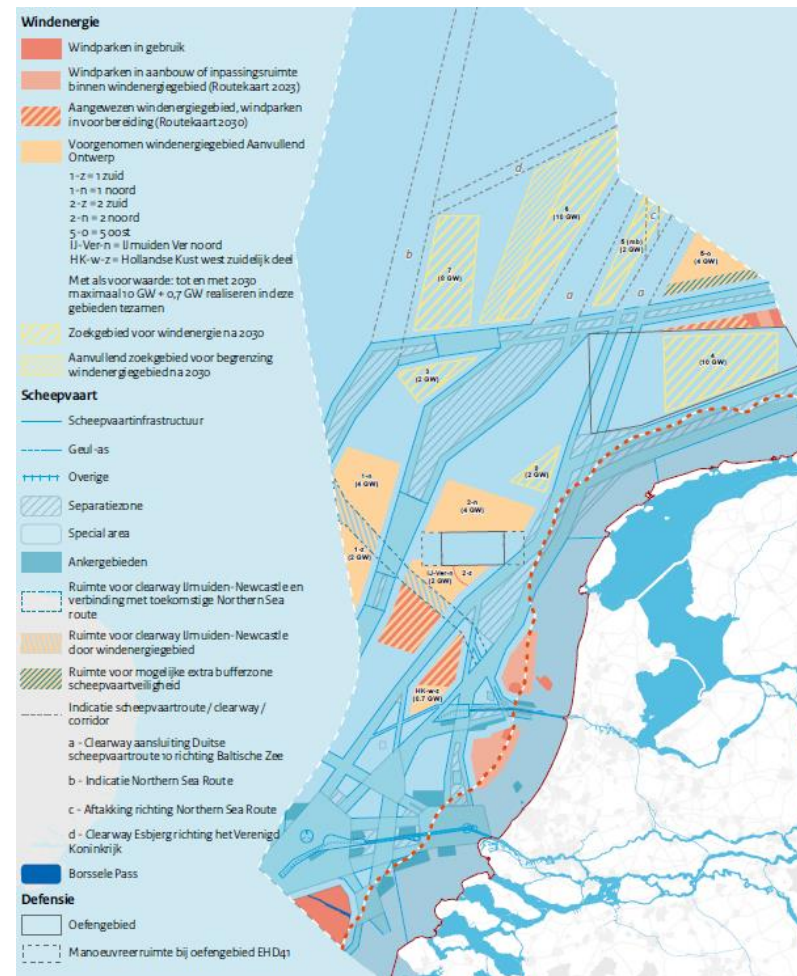 Windenergie
Windparken in gebruik
Windparken in aanbouw of inpassingsruimte
binnen windenergiegebied (Routekaart 2023)
Aangewezen windenergiegebied, windparken
in voorbereiding (Routekaart 2030)
Voorgenomen windenergiegebied Aanvullend
Ontwerp
1-z = 1 zuid
1-n = 1 noord
2-z = 2 zuid
2-n = 2 noord
5-o = 5 oost
IJ-Ver-n = IJmuiden Ver noord
HK-w-z = Hollandse Kust west zuidelijk deel
Met als voorwaarde: tot en met 2030
maximaal 10 GW + 0,7 GW realiseren in deze
gebieden tezamen
Zoekgebied voor windenergie na 2030
Aanvullend zoekgebied voor begrenzing
windenergiegebied na 2030
Scheepvaart
Scheepvaartinfrastructuur
Geul-as
Overige
Separatiezone
Special area
Ankergebieden
Ruimte voor clearway IJmuiden-Newcastle en
verbinding met toekomstige Northern Sea
route
Ruimte voor clearway IJmuiden-Newcastle
door windenergiegebied
Ruimte voor mogelijke extra bufferzone
scheepvaartveiligheid
Indicatie scheepvaartroute / clearway /
corridor
a - Clearway aansluiting Duitse
scheepvaartroute 10 richting Baltische Zee
b - Indicatie Northern Sea Route
c - Aftakking richting Northern Sea Route
d - Clearway Esbjerg richting het Verenigd
Koninkrijk
Borssele Pass
Defensie
Oefengebied
Manoeuvreerruimte bij oefengebied EHD41
d
6
(10 GW)
c
b
7
(0 GW)
5 (mb)
(2 GW)
5-o
(4 GW)
a
a
3
(2 GW)
4
(10 GW)
1-n
(4 GW)
(2 GW)
2-n
(4 GW)
1-z
(2 GW)
IJ-Ver-n
(2 GW)
2-z
HK-w-z
(0.7 GW)